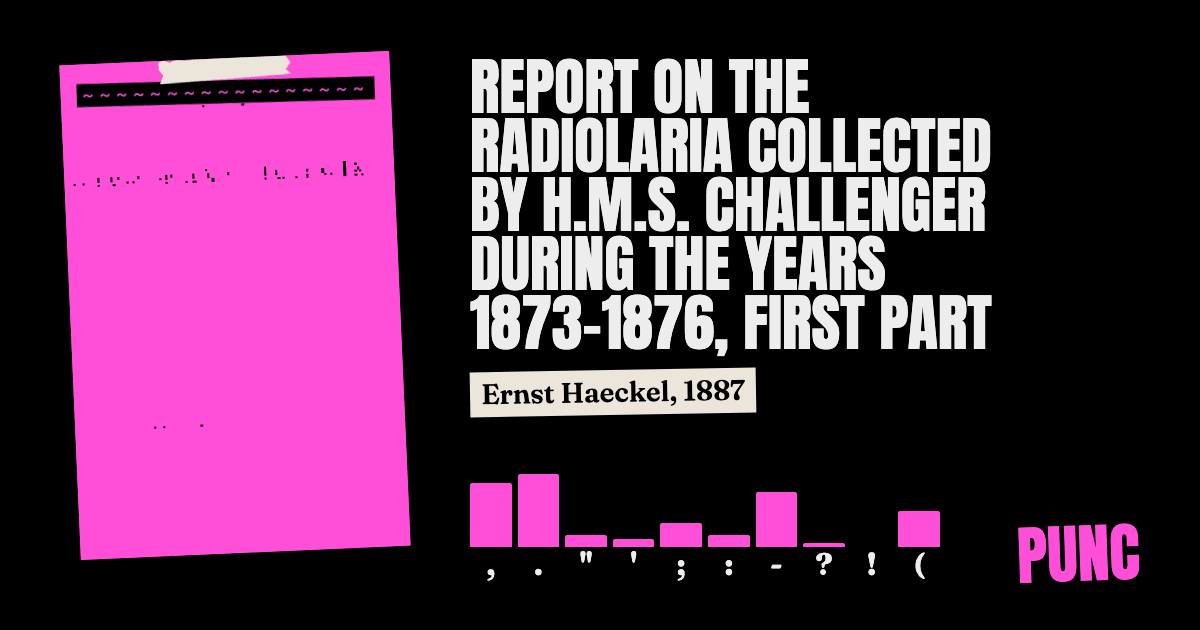 ~ ~ ~ ~ ~ ~ ~ ~ ~ ~ ~ ~ ~ ~ ~ ~ ~
REPORT ON THE
RADIOLARIA COLLECTED
BY H.M.S. CHALLENGER
DURING THE YEARS
1873-1876, FIRST PART
Ernst Haeckel, 1887
, . " ' ; : - ? ! (
PUNC